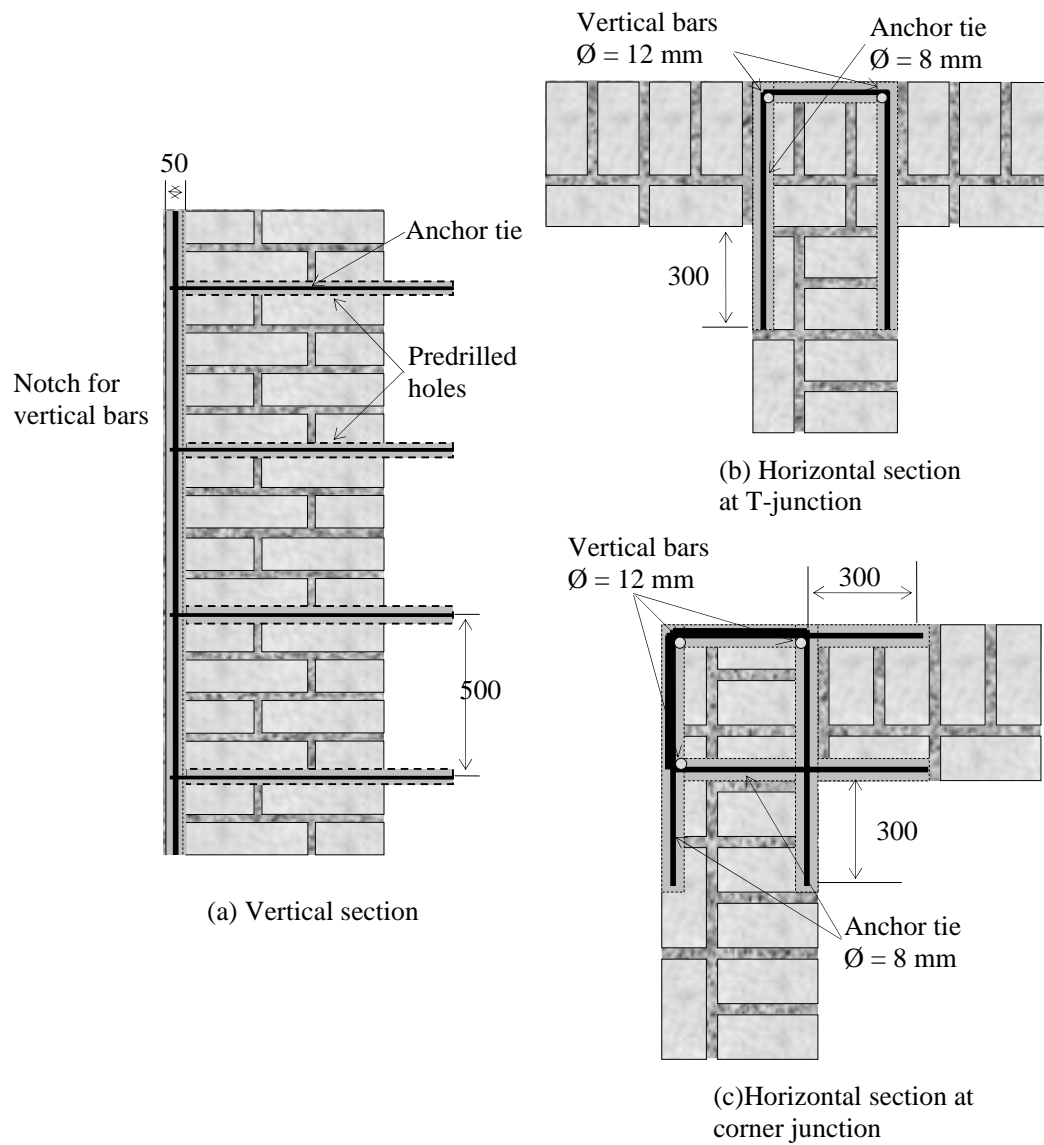 50
Anchor tie
Predrilled
holes
Notch for
vertical bars
500
(a) Vertical section
Vertical bars
Ø = 12 mm
Anchor tie
Ø = 8 mm
300
(b) Horizontal section
at T-junction
Vertical bars
Ø = 12 mm
300
300
Anchor tie
Ø = 8 mm
(c)Horizontal section at
corner junction